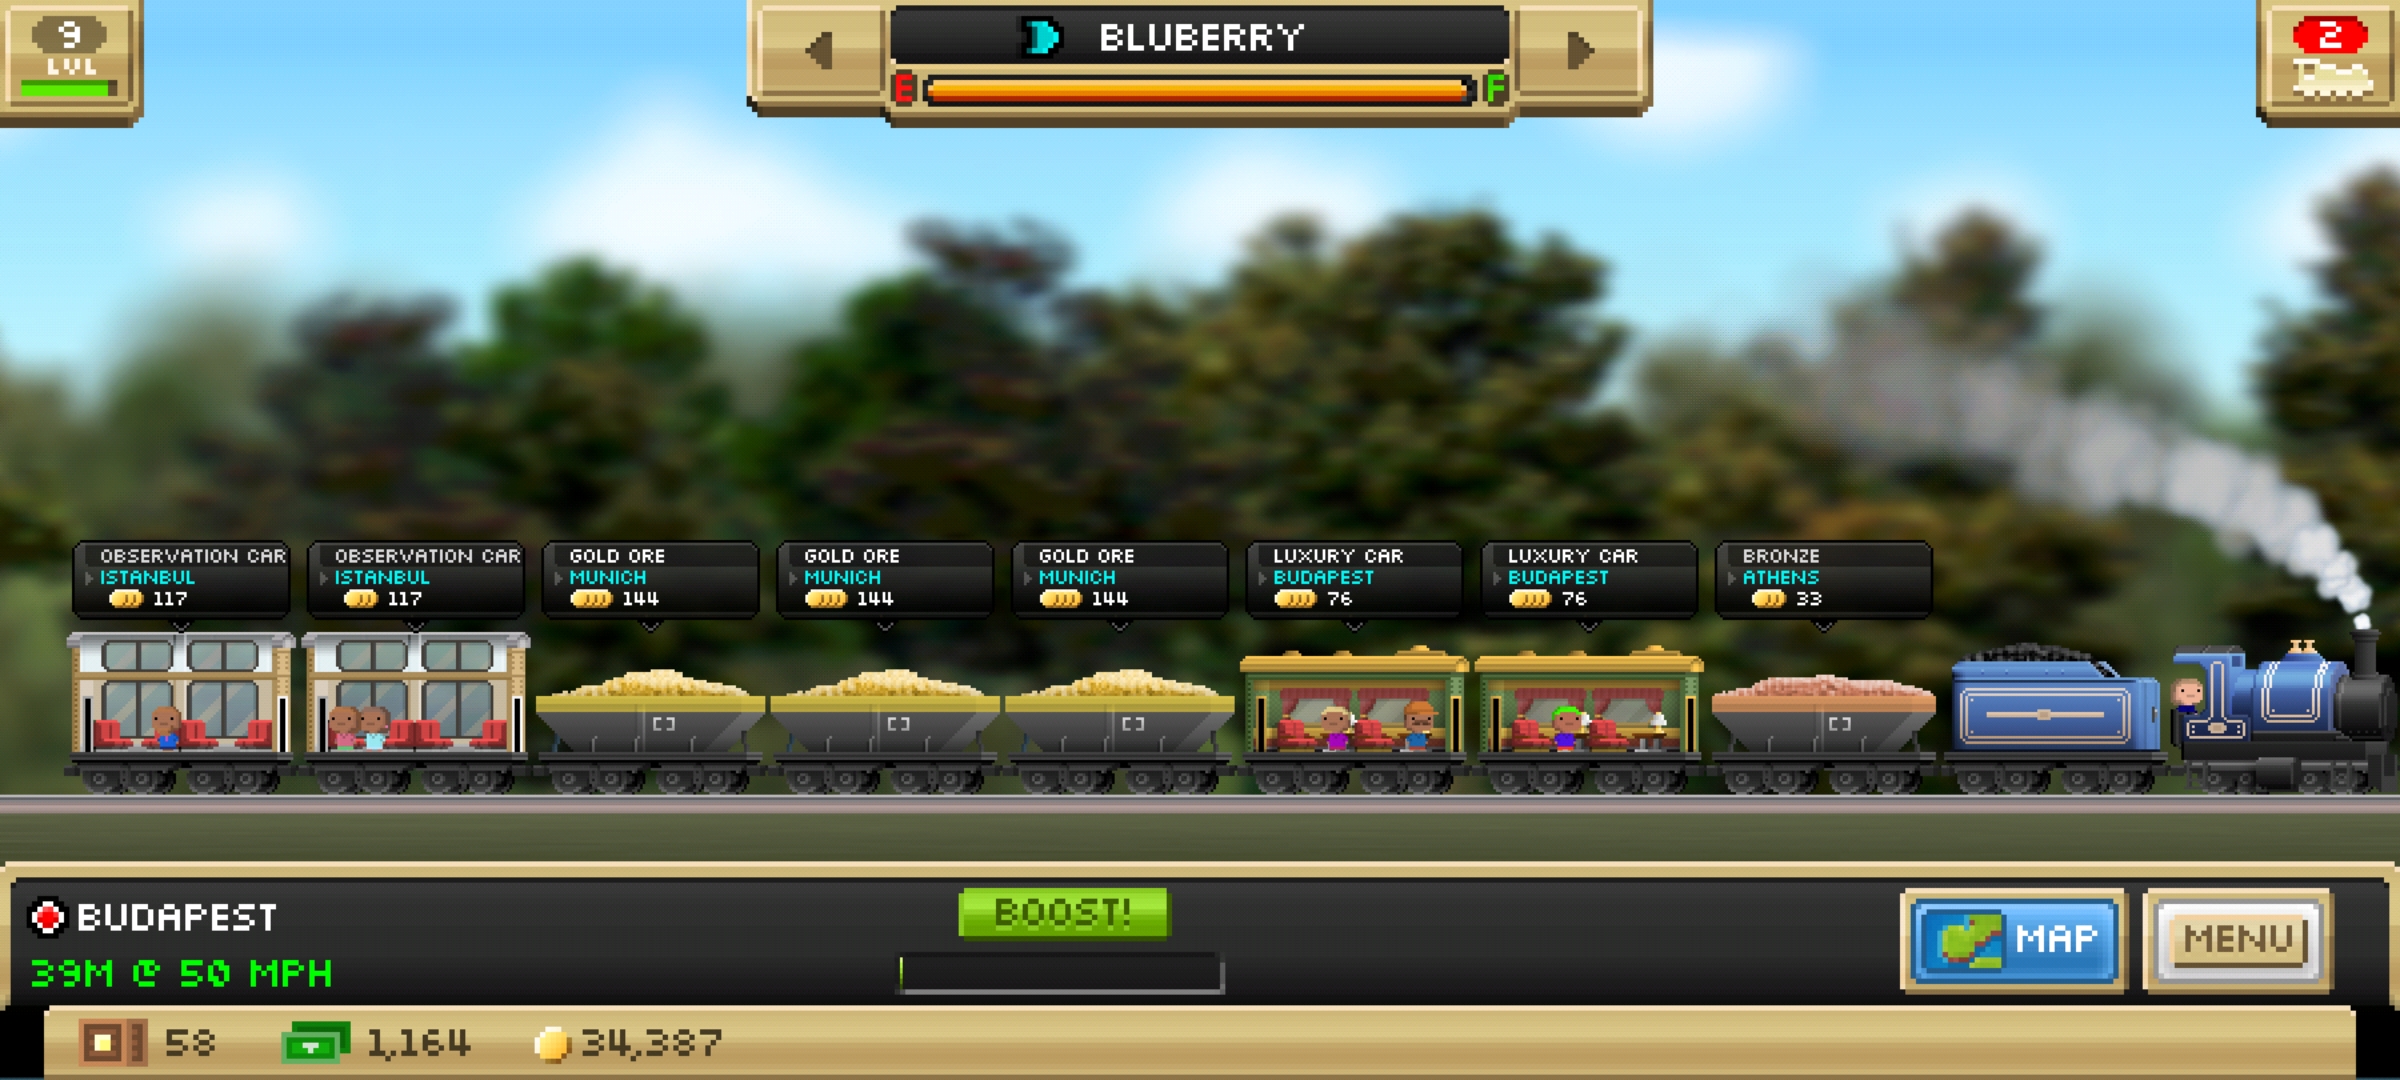 9
LVL
BLUBERRY
E
F
2
OBSERVATION CAR
ISTANBUL
117
OBSERVATION CAR
ISTANBUL
117
GOLD ORE
MUNICH
144
GOLD ORE
MUNICH
144
GOLD ORE
MUNICH
144
LUXURY CAR
BUDAPEST
76
LUXURY CAR
BUDAPEST
76
BRONZE
ATHENS
33
BUDAPEST
39M @ 50 MPH
BOOST!
MAP
MENU
58
1,164
34,387